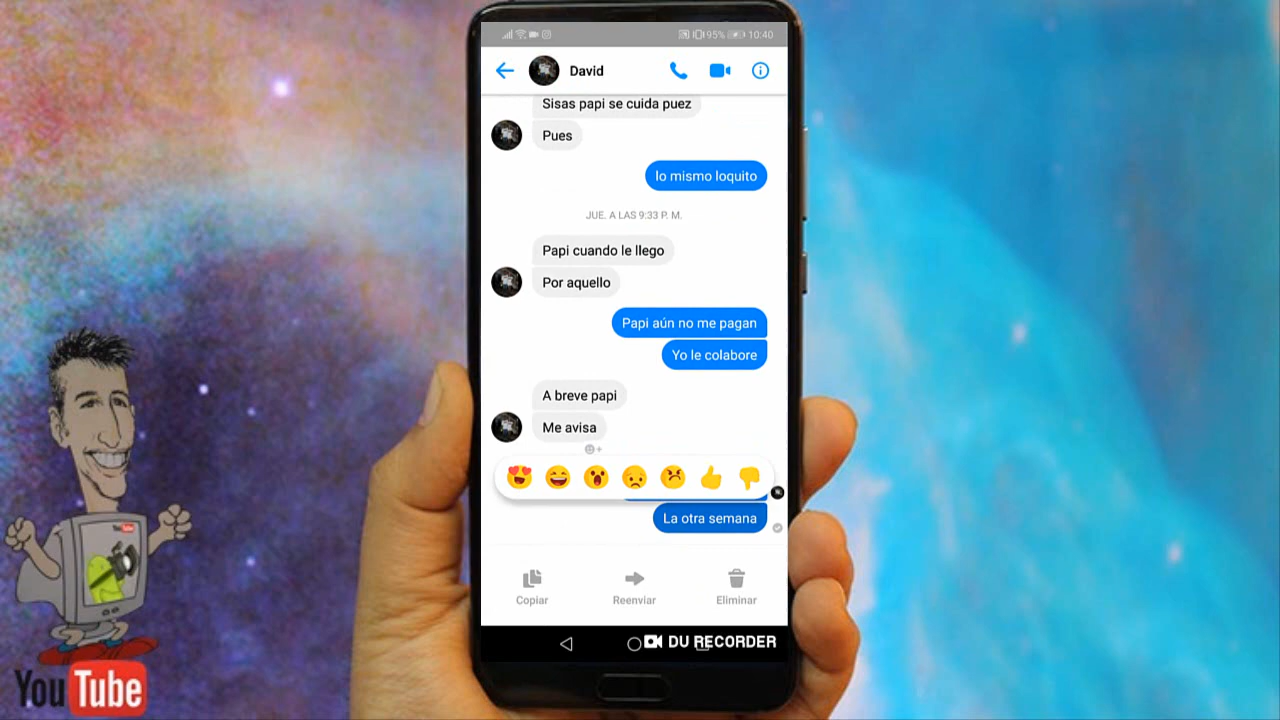 95% 10:40
David
Sisas papi se cuida puez
Pues
lo mismo loquito
JUE. A LAS 9:33 P. M.
Papi cuando le llego
Por aquello
Papi aún no me pagan
Yo le colabore
A breve papi
Me avisa
La otra semana
Copiar Reenviar Eliminar
DU RECORDER
YouTube
YouTube